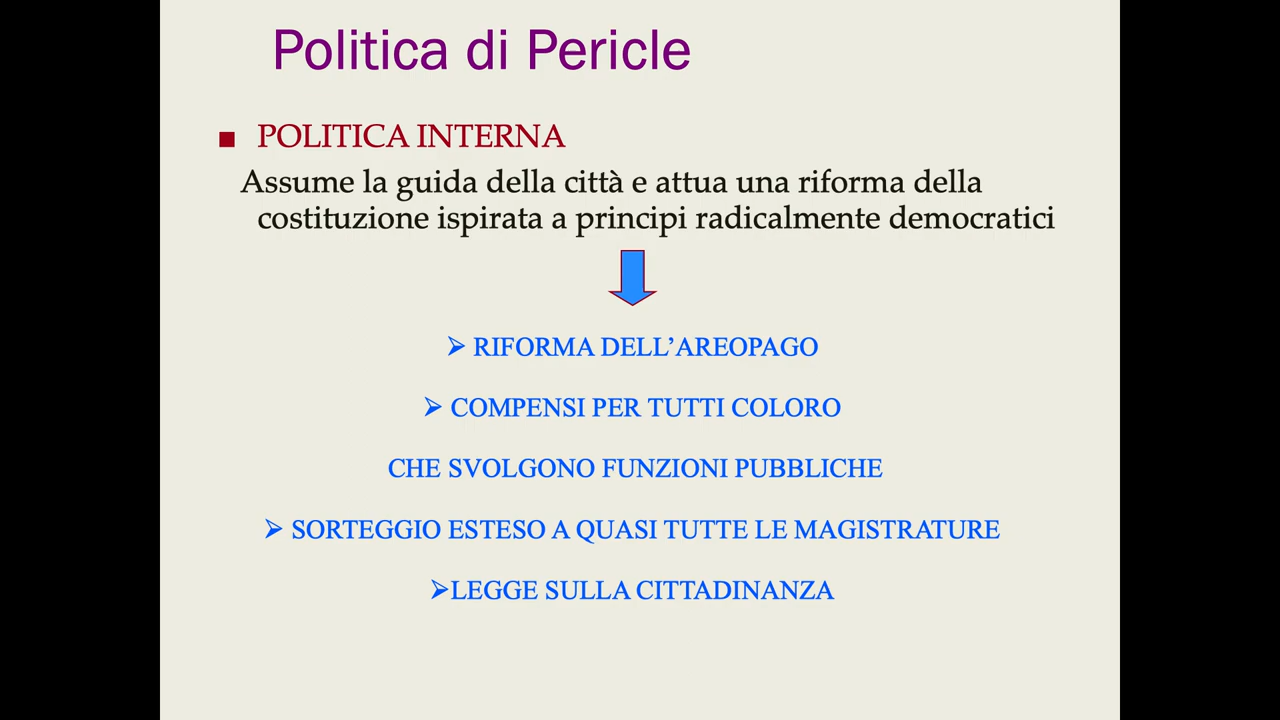 Politica di Pericle
■ POLITICA INTERNA
Assume la guida della città e attua una riforma della
costituzione ispirata a principi radicalmente democratici
➢ RIFORMA DELL’AREOPAGO
➢ COMPENSI PER TUTTI COLORO
CHE SVOLGONO FUNZIONI PUBBLICHE
➢ SORTEGGIO ESTESO A QUASI TUTTE LE MAGISTRATURE
➢LEGGE SULLA CITTADINANZA